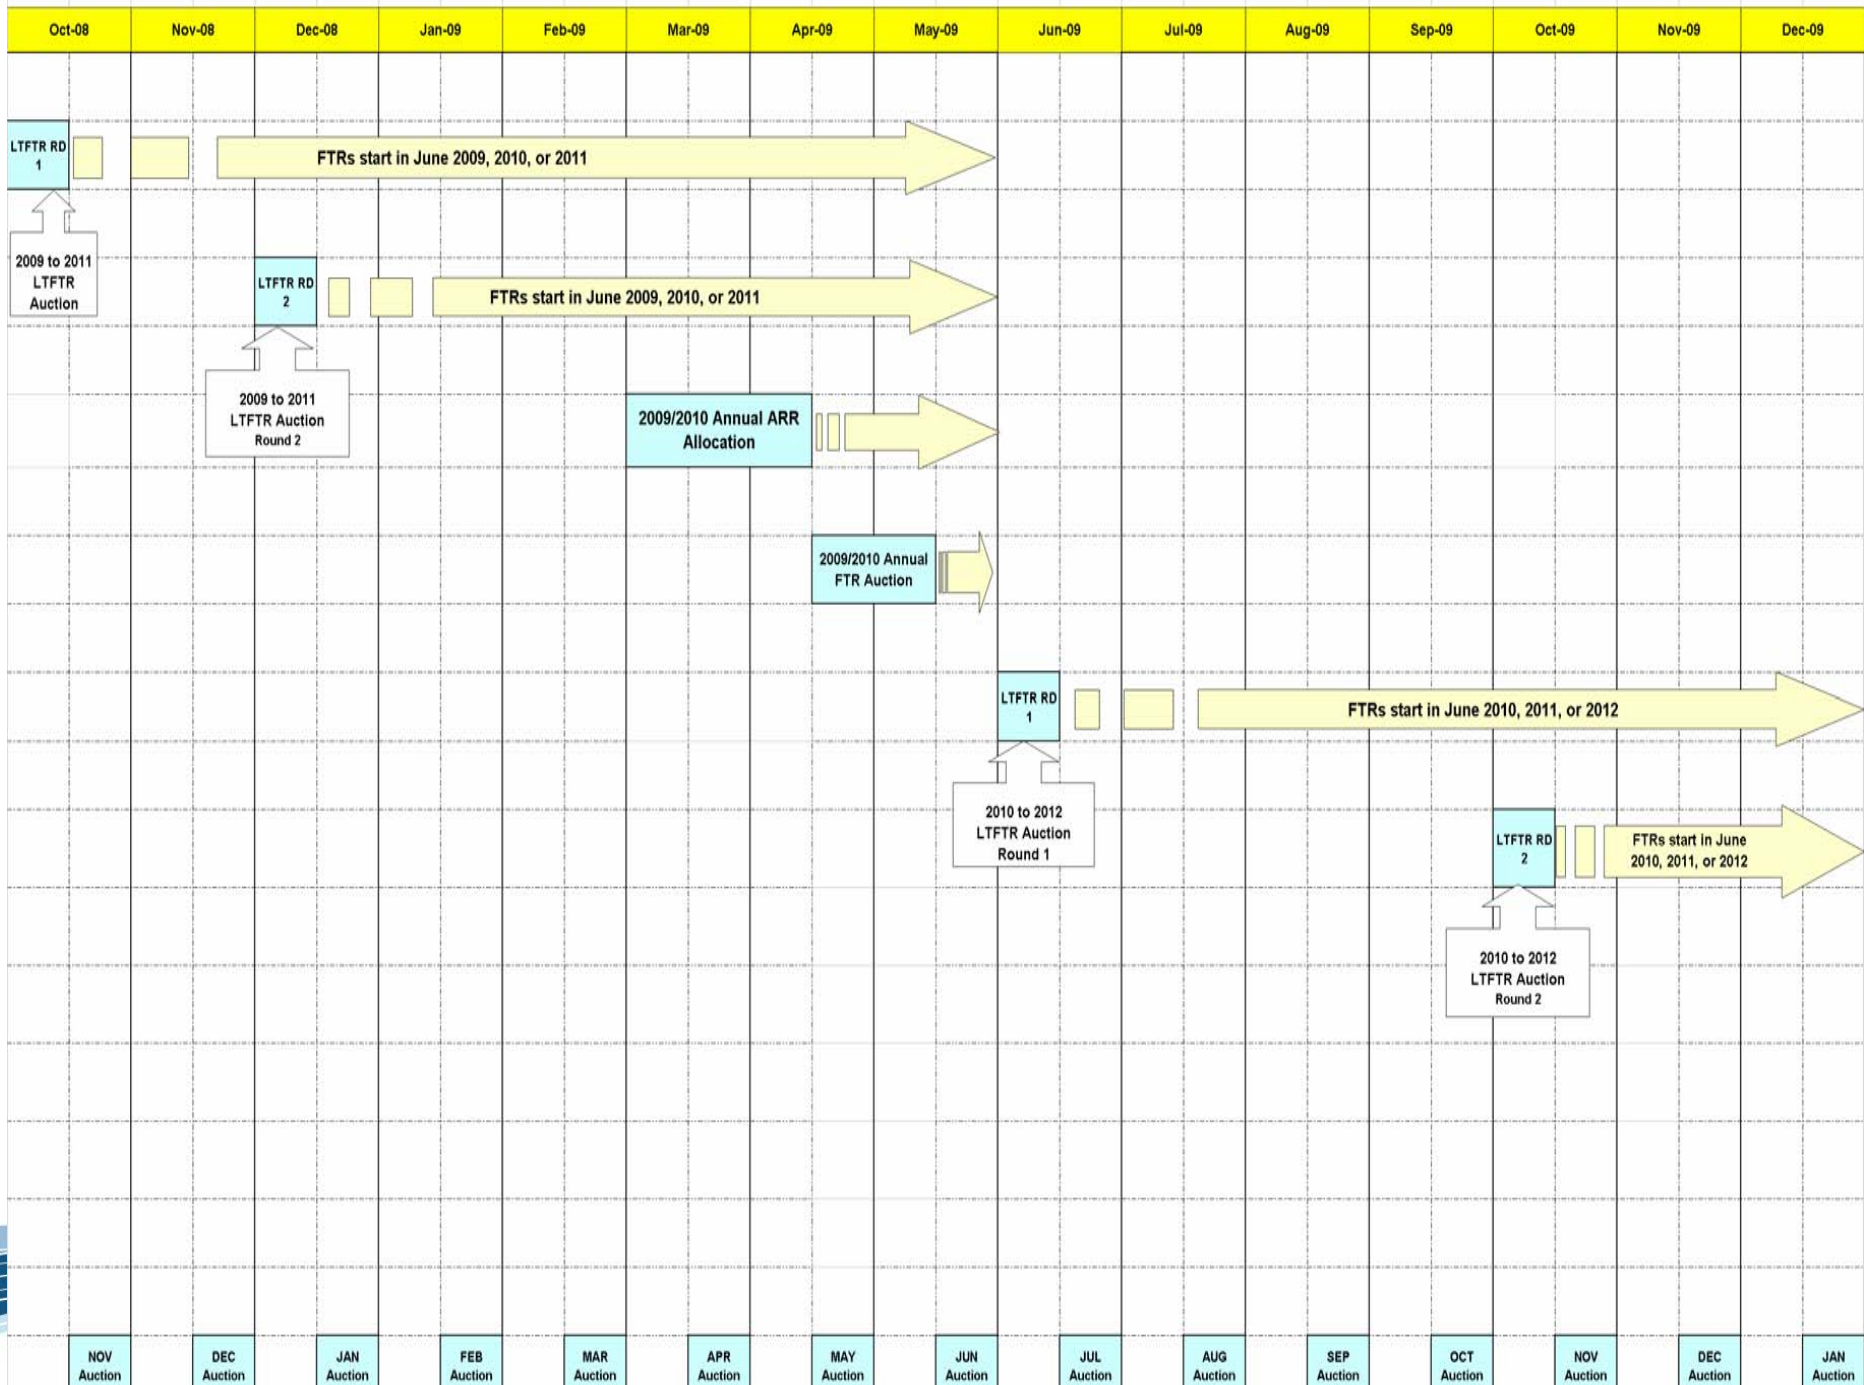 Oct-08 Nov-08 Dec-08 Jan-09 Feb-09 Mar-09 Apr-09 May-09 Jun-09 Jul-09 Aug-09 Sep-09 Oct-09 Nov-09 Dec-09
LTFTR RD
1
FTRs start in June 2009, 2010, or 2011
2009 to 2011
LTFTR
Auction
LTFTR RD
2
FTRs start in June 2009, 2010, or 2011
2009 to 2011
LTFTR Auction
Round 2
2009/2010 Annual ARR
Allocation
2009/2010 Annual
FTR Auction
LTFTR RD
1
FTRs start in June 2010, 2011, or 2012
2010 to 2012
LTFTR Auction
Round 1
LTFTR RD
2
FTRs start in June
2010, 2011, or 2012
2010 to 2012
LTFTR Auction
Round 2
NOV DEC JAN FEB MAR APR MAY JUN JUL AUG SEP OCT NOV DEC JAN
Auction Auction Auction Auction Auction Auction Auction Auction Auction Auction Auction Auction Auction Auction Auction